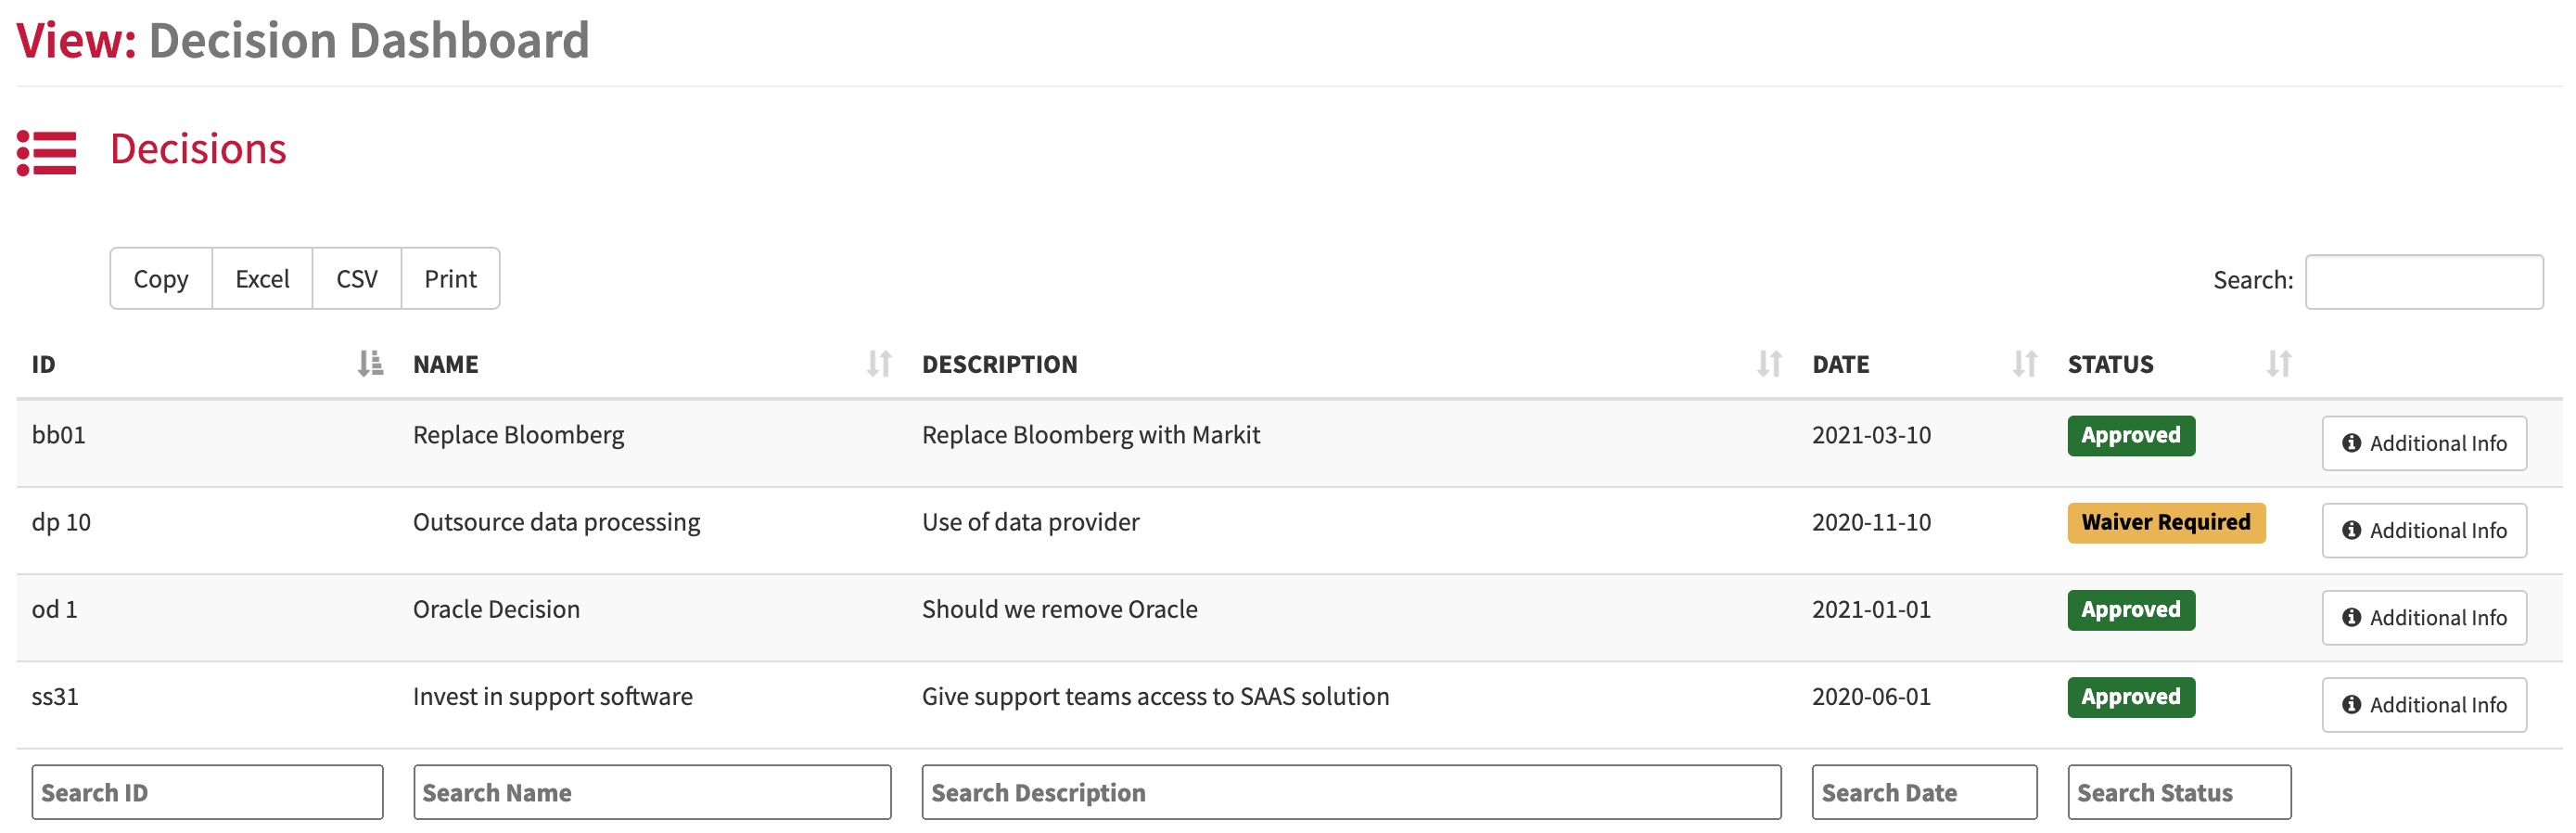 View: Decision Dashboard
Decisions
Copy Excel CSV Print Search:
ID NAME DESCRIPTION DATE STATUS
bb01 Replace Bloomberg Replace Bloomberg with Markit 2021-03-10 Approved Additional Info
dp 10 Outsource data processing Use of data provider 2020-11-10 Waiver Required Additional Info
od 1 Oracle Decision Should we remove Oracle 2021-01-01 Approved Additional Info
ss31 Invest in support software Give support teams access to SAAS solution 2020-06-01 Approved Additional Info
Search ID Search Name Search Description Search Date Search Status